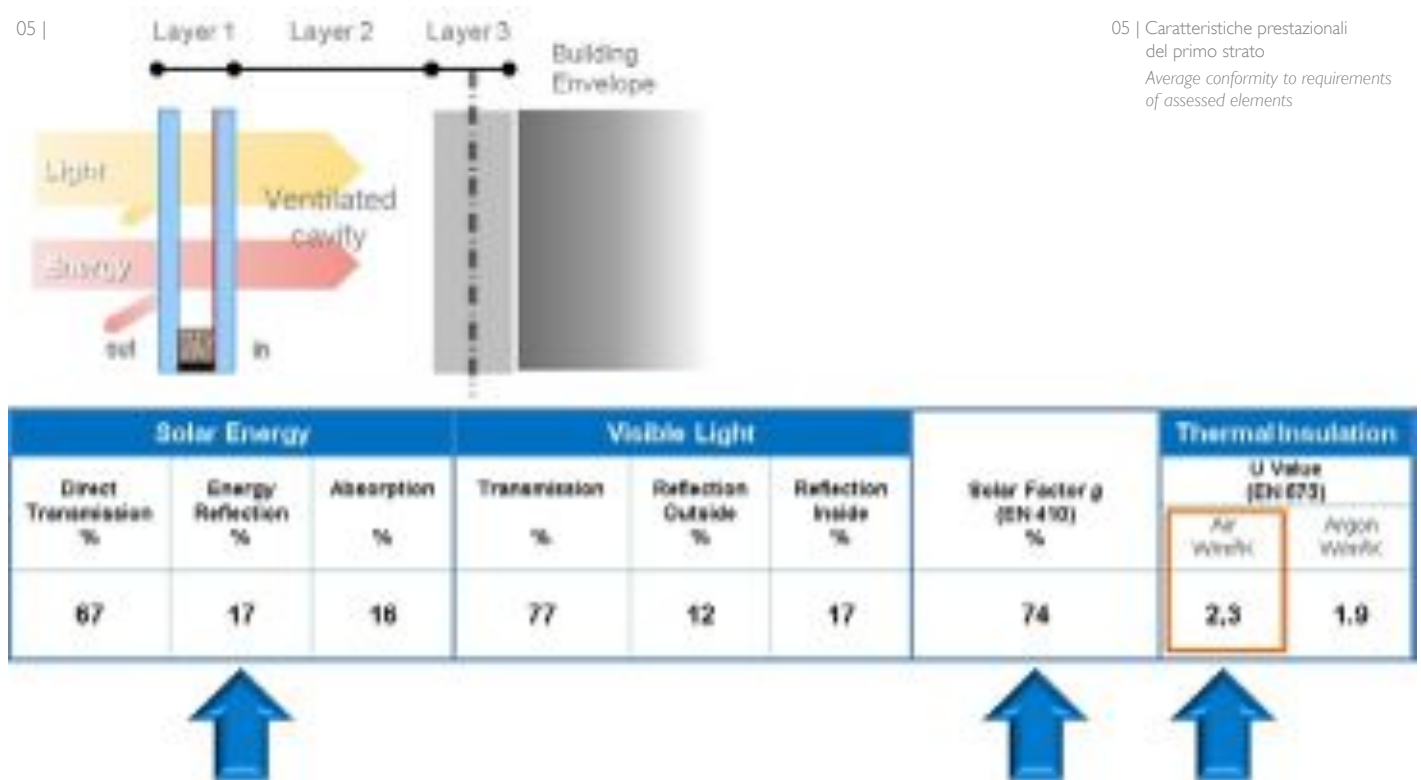 05 |
Layer 1 Layer 2 Layer 3
Building
Envelope
Light
Ventilated
cavity
Energy
out in
05 | Caratteristiche prestazionali
del primo strato
Average conformity to requirements
of assessed elements
Solar Energy
Visible Light
Thermal Insulation
Direct
Transmission
%
Energy
Reflection
%
Absorption
%
Transmission
%
Reflection
Outside
%
Reflection
Inside
%
Solar Factor g
(EN 410)
%
U Value
(EN 673)
Air
Argon
67 17 16 77 12 17 74 2,3 1.9